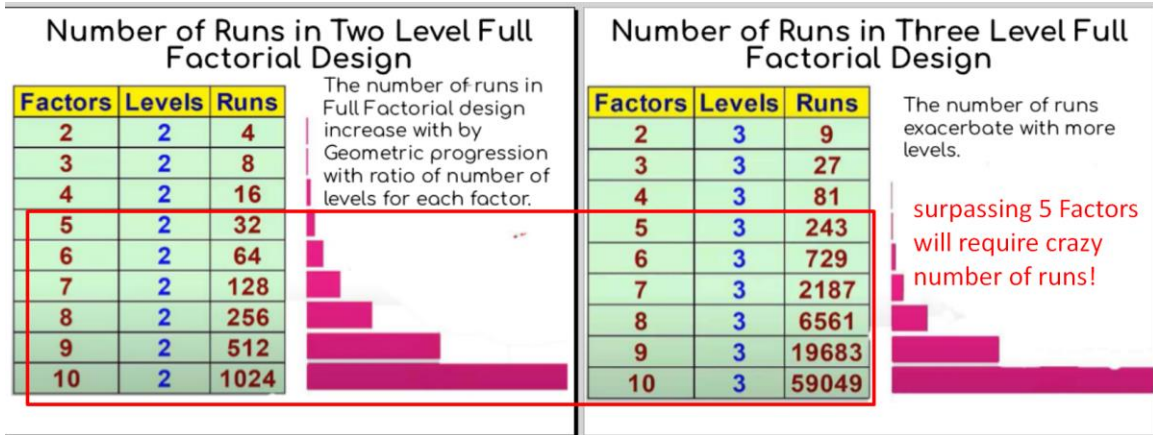 Number of Runs in Two Level Full
Factorial Design
Factors Levels Runs
2 2 4
3 2 8
4 2 16
5 2 32
6 2 64
7 2 128
8 2 256
9 2 512
10 2 1024
The number of runs in
Full Factorial design
increase with by
Geometric progression
with ratio of number of
levels for each factor.
Number of Runs in Three Level Full
Factorial Design
Factors Levels Runs
2 3 9
3 3 27
4 3 81
5 3 243
6 3 729
7 3 2187
8 3 6561
9 3 19683
10 3 59049
The number of runs
exacerbate with more
levels.
surpassing 5 Factors
will require crazy
number of runs!